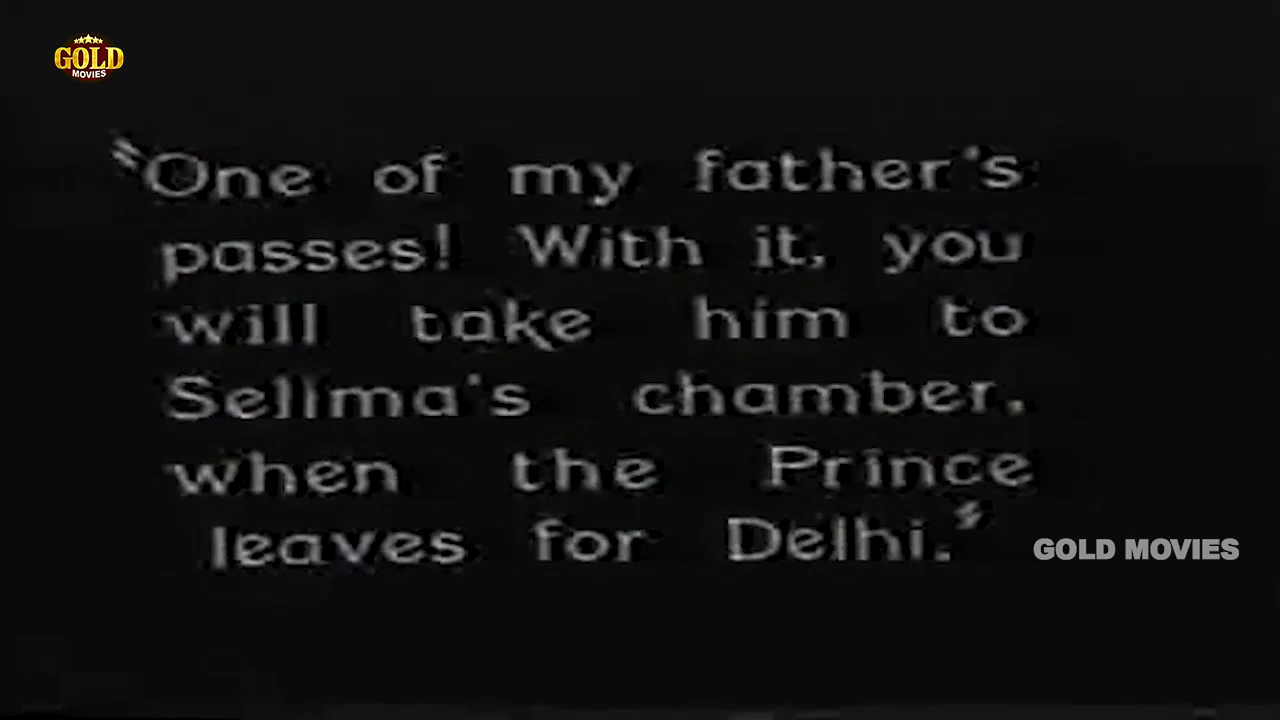 GOLD
MOVIES
"One of my father's
passes! With it, you
will take him to
Selima's chamber,
when the Prince
leaves for Delhi."
GOLD MOVIES